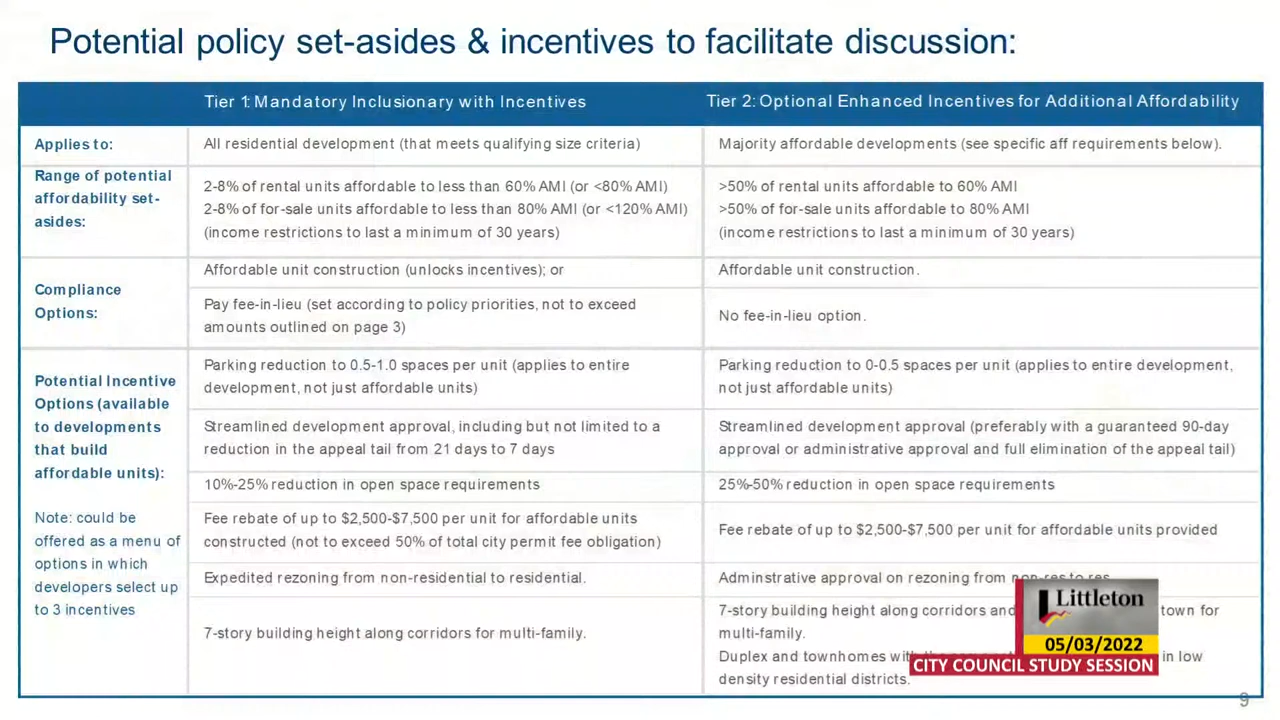 Potential policy set-asides & incentives to facilitate discussion:
Tier 1: Mandatory Inclusionary with Incentives
Tier 2: Optional Enhanced Incentives for Additional Affordability
Applies to:
All residential development (that meets qualifying size criteria)
Majority affordable developments (see specific aff requirements below).
Range of potential
affordability set-
asides:
2-8% of rental units affordable to less than 60% AMI (or <80% AMI)
2-8% of for-sale units affordable to less than 80% AMI (or <120% AMI)
(income restrictions to last a minimum of 30 years)
>50% of rental units affordable to 60% AMI
>50% of for-sale units affordable to 80% AMI
(income restrictions to last a minimum of 30 years)
Compliance
Options:
Affordable unit construction (unlocks incentives); or
Affordable unit construction.
Pay fee-in-lieu (set according to policy priorities, not to exceed
amounts outlined on page 3)
No fee-in-lieu option.
Potential Incentive
Options (available
to developments
that build
affordable units):
Note: could be
offered as a menu of
options in which
developers select up
to 3 incentives
Parking reduction to 0.5-1.0 spaces per unit (applies to entire
development, not just affordable units)
Parking reduction to 0-0.5 spaces per unit (applies to entire development,
not just affordable units)
Streamlined development approval, including but not limited to a
reduction in the appeal tail from 21 days to 7 days
Streamlined development approval (preferably with a guaranteed 90-day
approval or administrative approval and full elimination of the appeal tail)
10%-25% reduction in open space requirements
25%-50% reduction in open space requirements
Fee rebate of up to $2,500-$7,500 per unit for affordable units
constructed (not to exceed 50% of total city permit fee obligation)
Fee rebate of up to $2,500-$7,500 per unit for affordable units provided
Expedited rezoning from non-residential to residential.
Adminstrative approval on rezoning from non-res to res
7-story building height along corridors for multi-family.
7-story building height along corridors and town for
multi-family.
Duplex and townhomes in low
density residential districts.
Littleton
05/03/2022
CITY COUNCIL STUDY SESSION
9